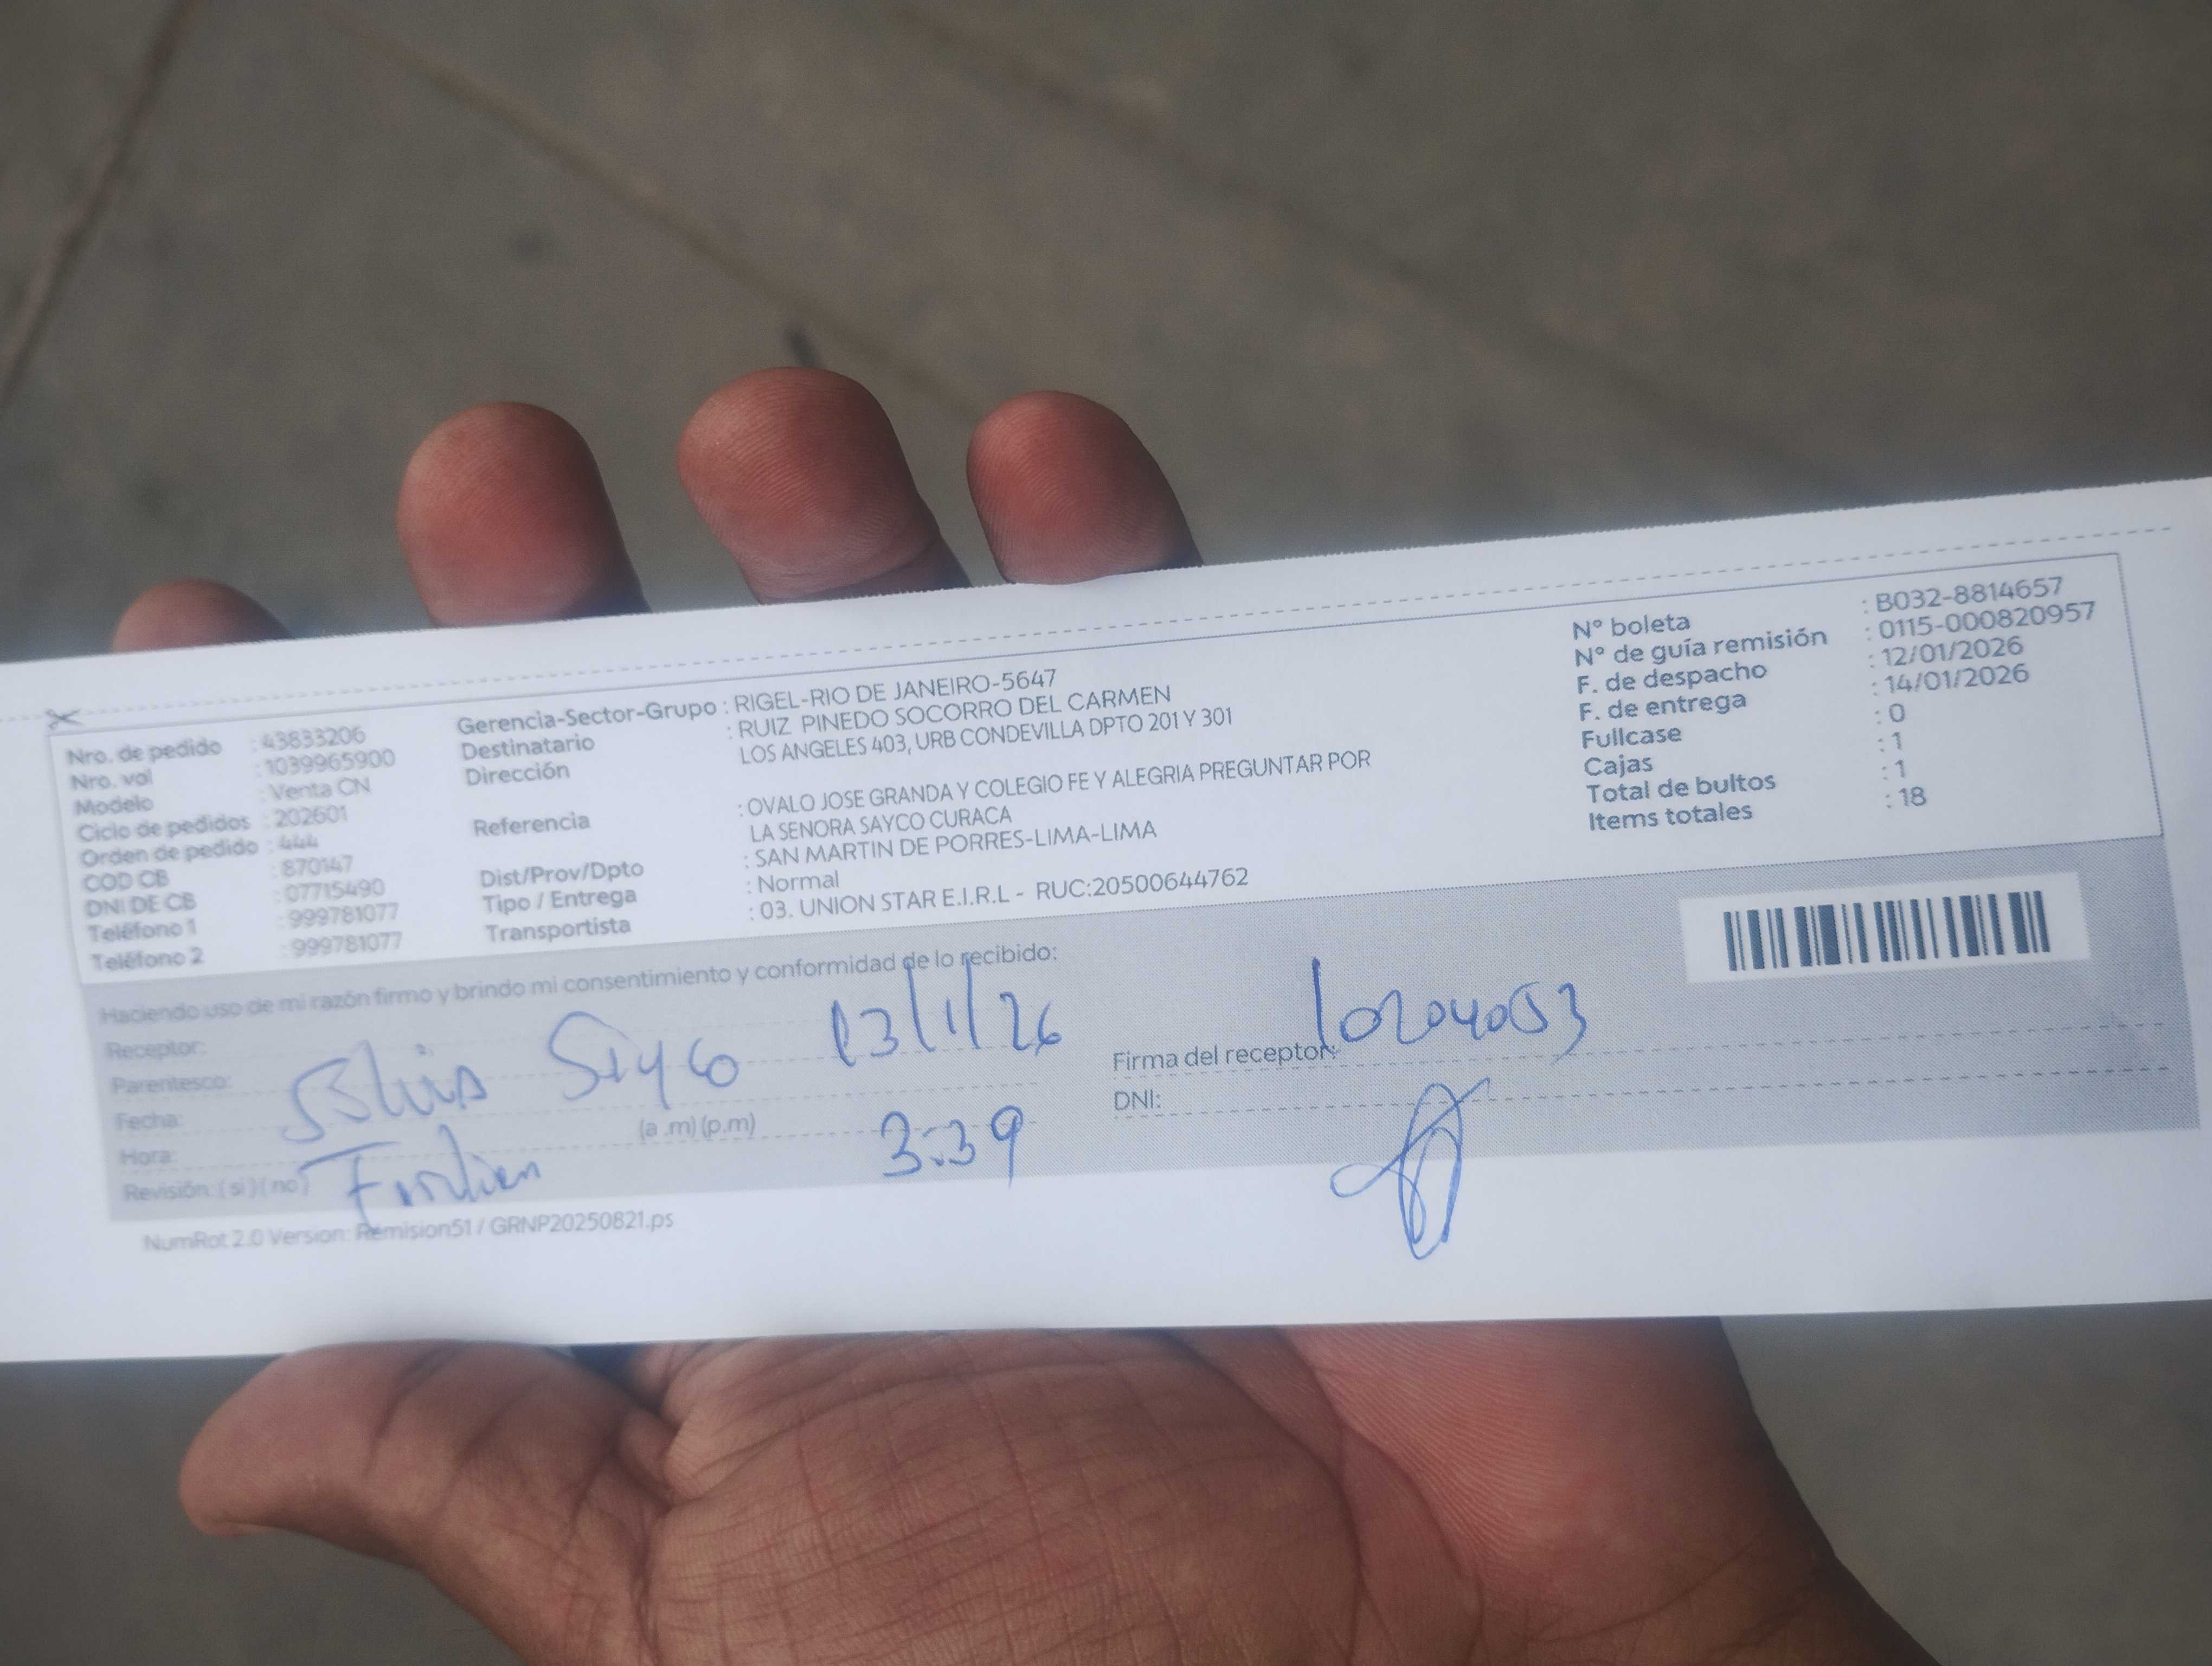 Nro. de pedido : 43833206
Nro. vol : 1039965900
Modelo : Venta CN
Ciclo de pedidos : 202601
Orden de pedido : 444
COD CB : 870147
DNI DE CB : 07715490
Teléfono 1 : 999781077
Teléfono 2 : 999781077
Gerencia-Sector-Grupo : RIGEL-RIO DE JANEIRO-5647
Destinatario : RUIZ PINEDO SOCORRO DEL CARMEN
Dirección LOS ANGELES 403, URB CONDEVILLA DPTO 201 Y 301
Referencia : OVALO JOSE GRANDA Y COLEGIO FE Y ALEGRIA PREGUNTAR POR
LA SENORA SAYCO CURACA
Dist/Prov/Dpto : SAN MARTIN DE PORRES-LIMA-LIMA
Tipo / Entrega : Normal
Transportista : 03. UNION STAR E.I.R.L - RUC:20500644762
N° boleta : B032-8814657
N° de guía remisión : 0115-000820957
F. de despacho : 12/01/2026
F. de entrega : 14/01/2026
Fullcase : 0
Cajas : 1
Total de bultos : 1
Items totales : 18
Haciendo uso de mi razón firmo y brindo mi consentimiento y conformidad de lo recibido:
Receptor:
Parentesco:
Fecha: 13/1/26
Hora: (a .m) (p.m) 3:39
Revisión: (si) (no)
Firma del receptor: 
DNI:
NumRot 2.0 Version: Remision51 / GRNP20250821.ps